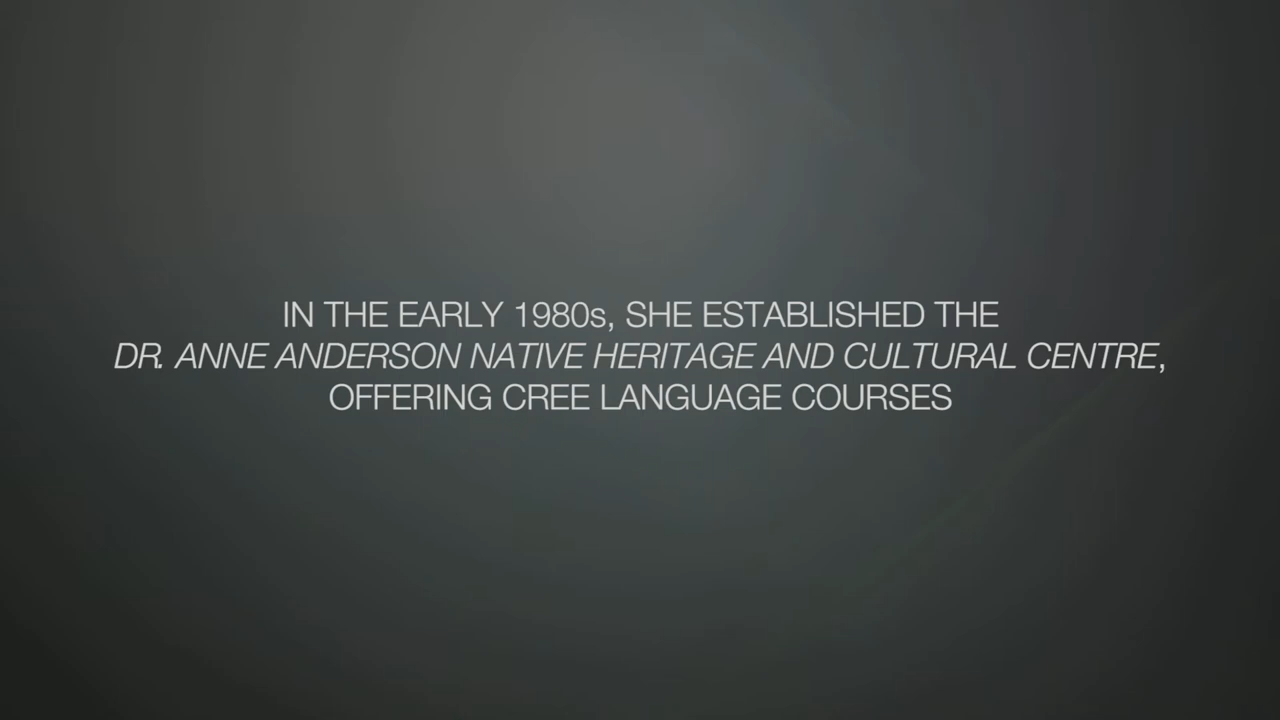 IN THE EARLY 1980s, SHE ESTABLISHED THE
DR. ANNE ANDERSON NATIVE HERITAGE AND CULTURAL CENTRE,
OFFERING CREE LANGUAGE COURSES